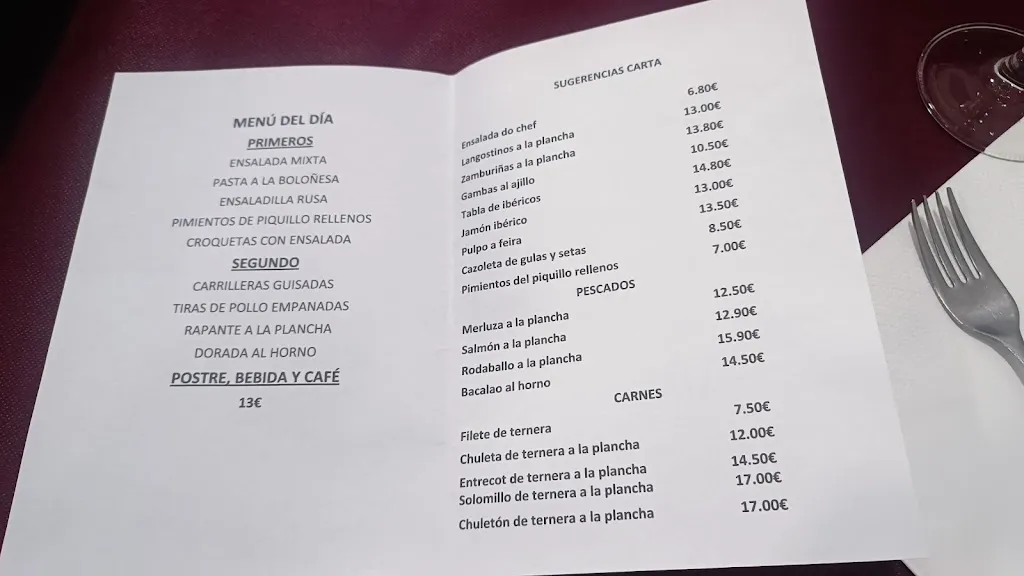 MENÚ DEL DÍA
PRIMEROS
ENSALADA MIXTA
PASTA A LA BOLOÑESA
ENSALADILLA RUSA
PIMIENTOS DE PIQUILLO RELLENOS
CROQUETAS CON ENSALADA
SEGUNDO
CARRILLERAS GUISADAS
TIRAS DE POLLO EMPANADAS
RAPANTE A LA PLANCHA
DORADA AL HORNO
POSTRE, BEBIDA Y CAFÉ
13€
SUGERENCIAS CARTA
Ensalada do chef 6.80€
Langostinos a la plancha 13.00€
Zamburiñas a la plancha 13.80€
Gambas al ajillo 10.50€
Tabla de ibéricos 14.80€
Jamón ibérico 13.00€
Pulpo a feira 13.50€
Cazoleta de gulas y setas 8.50€
Pimientos del piquillo rellenos 7.00€
PESCADOS
Merluza a la plancha 12.50€
Salmón a la plancha 12.90€
Rodaballo a la plancha 15.90€
Bacalao al horno 14.50€
CARNES
Filete de ternera 7.50€
Chuleta de ternera a la plancha 12.00€
Entrecot de ternera a la plancha 14.50€
Solomillo de ternera a la plancha 17.00€
Chuletón de ternera a la plancha 17.00€